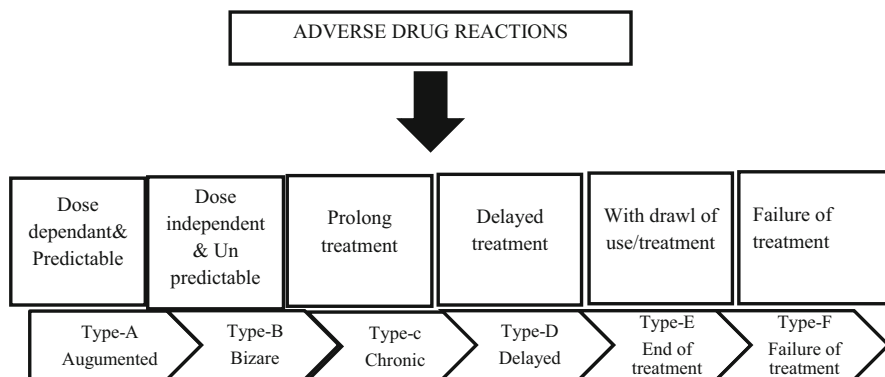 ADVERSE DRUG REACTIONS
Dose
dependant&
Predictable
Dose
independent
& Un
predictable
Prolong
treatment
Delayed
treatment
With drawl of
use/treatment
Failure of
treatment
Type-A
Augumented
Type-B
Bizare
Type-c
Chronic
Type-D
Delayed
Type-E
End of
treatment
Type-F
Failure of
treatment